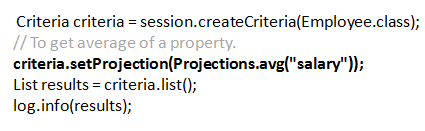 Criteria criteria = session.createCriteria(Employee.class);
// To get average of a property.
criteria.setProjection(Projections.avg("salary"));
List results = criteria.list();
log.info(results);